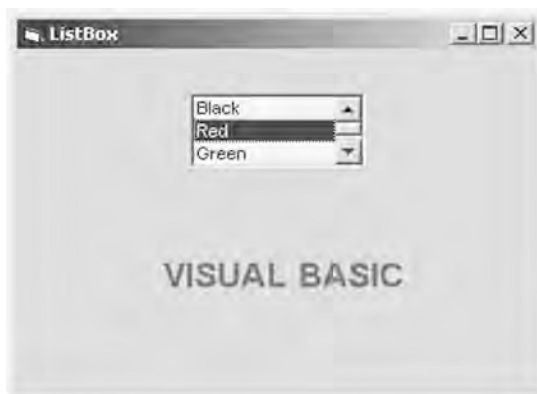 ListBox
Black
Red
Green
VISUAL BASIC